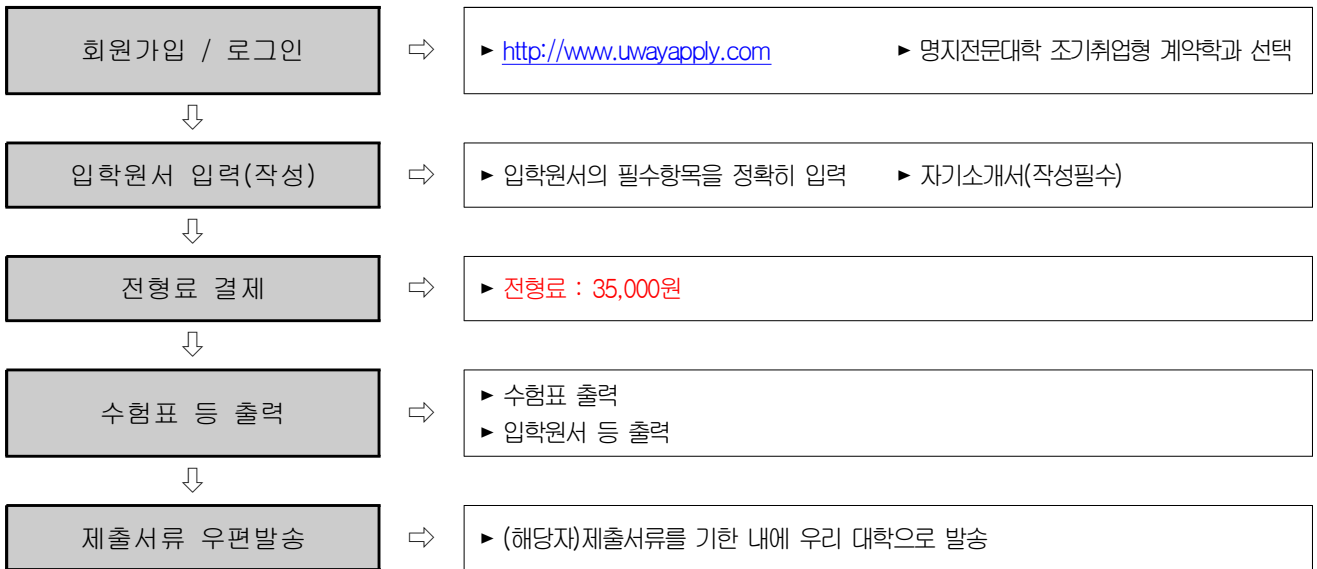 회원가입 / 로그인 ⇨ ► http://www.uwayapply.com ► 명지전문대학 조기취업형 계약학과 선택
⇩
입학원서 입력(작성) ⇨ ► 입학원서의 필수항목을 정확히 입력 ► 자기소개서(작성필수)
⇩
전형료 결제 ⇨ ► 전형료 : 35,000원
⇩
수험표 등 출력 ⇨ ► 수험표 출력
► 입학원서 등 출력
⇩
제출서류 우편발송 ⇨ ► (해당자)제출서류를 기한 내에 우리 대학으로 발송